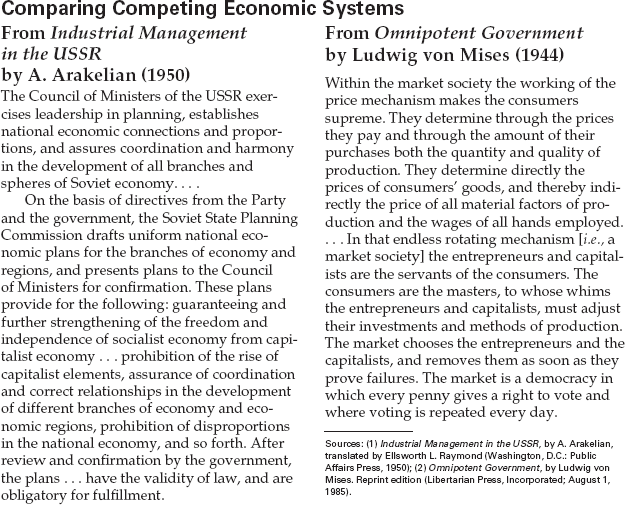 Comparing Competing Economic Systems
From Industrial Management
in the USSR
by A. Arakelian (1950)
The Council of Ministers of the USSR exer-
cises leadership in planning, establishes
national economic connections and propor-
tions, and assures coordination and harmony
in the development of all branches and
spheres of Soviet economy. . . .
On the basis of directives from the Party
and the government, the Soviet State Planning
Commission drafts uniform national eco-
nomic plans for the branches of economy and
regions, and presents plans to the Council
of Ministers for confirmation. These plans
provide for the following: guaranteeing and
further strengthening of the freedom and
independence of socialist economy from capi-
talist economy . . . prohibition of the rise of
capitalist elements, assurance of coordination
and correct relationships in the development
of different branches of economy and eco-
nomic regions, prohibition of disproportions
in the national economy, and so forth. After
review and confirmation by the government,
the plans . . . have the validity of law, and are
obligatory for fulfillment.
From Omnipotent Government
by Ludwig von Mises (1944)
Within the market society the working of the
price mechanism makes the consumers
supreme. They determine through the prices
they pay and through the amount of their
purchases both the quantity and quality of
production. They determine directly the
prices of consumers' goods, and thereby indi-
rectly the price of all material factors of pro-
duction and the wages of all hands employed.
. . . In that endless rotating mechanism [i.e., a
market society] the entrepreneurs and capital-
ists are the servants of the consumers. The
consumers are the masters, to whose whims
the entrepreneurs and capitalists, must adjust
their investments and methods of production.
The market chooses the entrepreneurs and the
capitalists, and removes them as soon as they
prove failures. The market is a democracy in
which every penny gives a right to vote and
where voting is repeated every day.
Sources: (1) Industrial Management in the USSR, by A. Arakelian,
translated by Ellsworth L. Raymond (Washington, D.C.: Public
Affairs Press, 1950); (2) Omnipotent Government, by Ludwig von
Mises. Reprint edition (Libertarian Press, Incorporated; August 1,
1985).